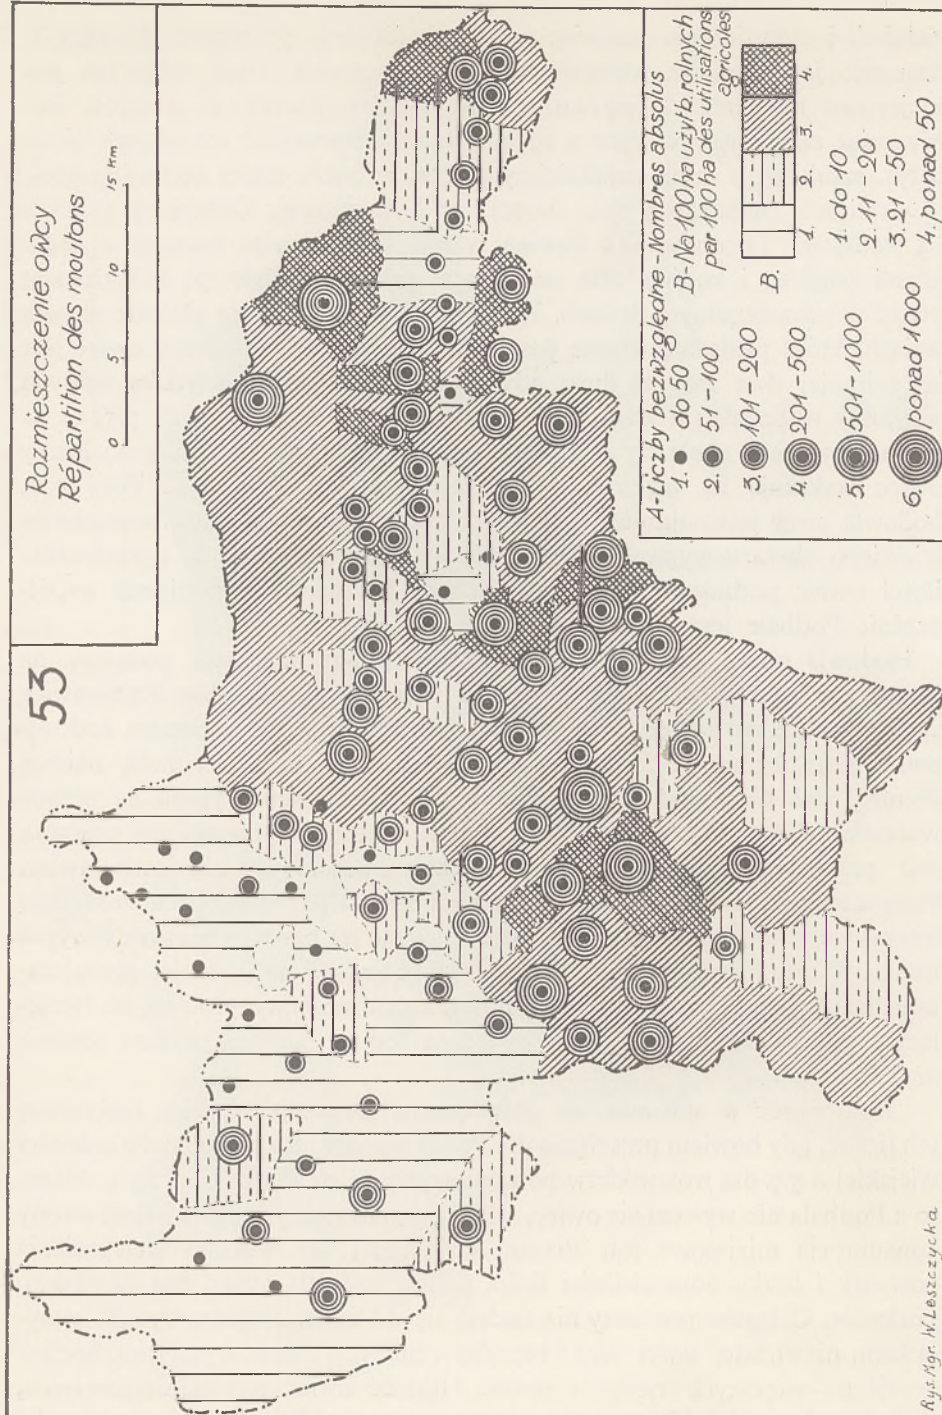 53
Rozmieszczenie owcy
Répartition des moutons
0 5 10 15 km
A-Liczby bezwzględne-Nombres absolus
1. do 50
2. 51-100
3. 101-200
4. 201-500
5. 501-1000
6. ponad 1000
B-Na 100 ha użytk. rolnych
par 100 ha des utilisations
agricoles
B.
1. 2. 3. 4.
1. do 10
2. 11-20
3. 21-50
4. ponad 50
Rys. Mgr. W. Leszczycka